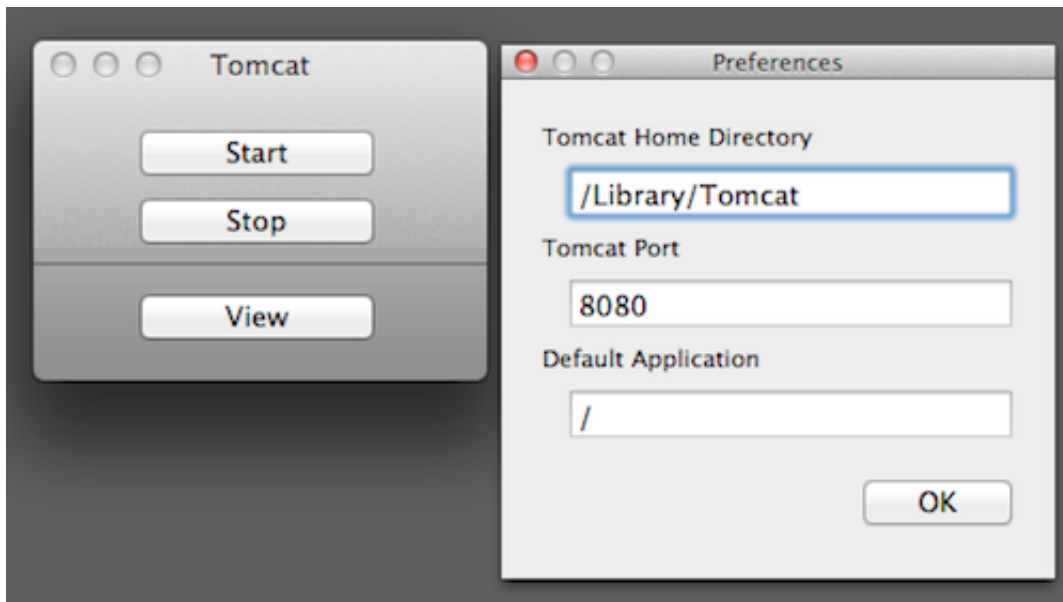 Tomcat
Start
Stop
View
Preferences
Tomcat Home Directory
/Library/Tomcat
Tomcat Port
8080
Default Application
/
OK